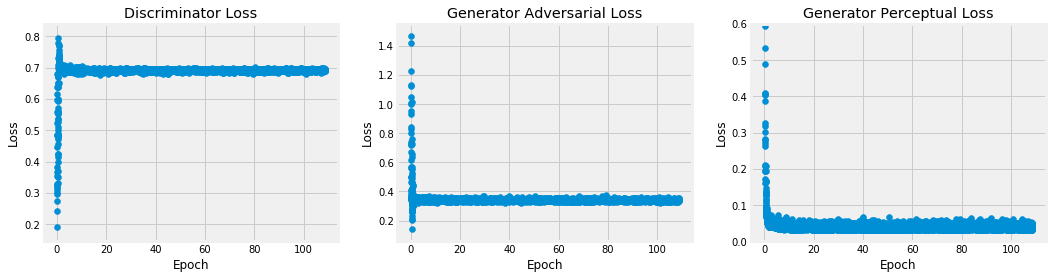 Discriminator Loss
Loss
0.8
0.7
0.6
0.5
0.4
0.3
0.2
0 20 40 60 80 100
Epoch
Generator Adversarial Loss
Loss
1.4
1.2
1.0
0.8
0.6
0.4
0.2
0 20 40 60 80 100
Epoch
Generator Perceptual Loss
Loss
0.6
0.5
0.4
0.3
0.2
0.1
0.0
0 20 40 60 80 100
Epoch